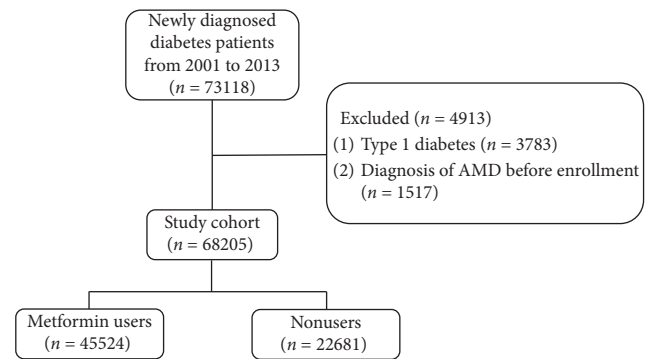 Newly diagnosed
diabetes patients
from 2001 to 2013
(n = 73118)
Excluded (n = 4913)
(1) Type 1 diabetes (n = 3783)
(2) Diagnosis of AMD before enrollment
(n = 1517)
Study cohort
(n = 68205)
Metformin users
(n = 45524)
Nonusers
(n = 22681)